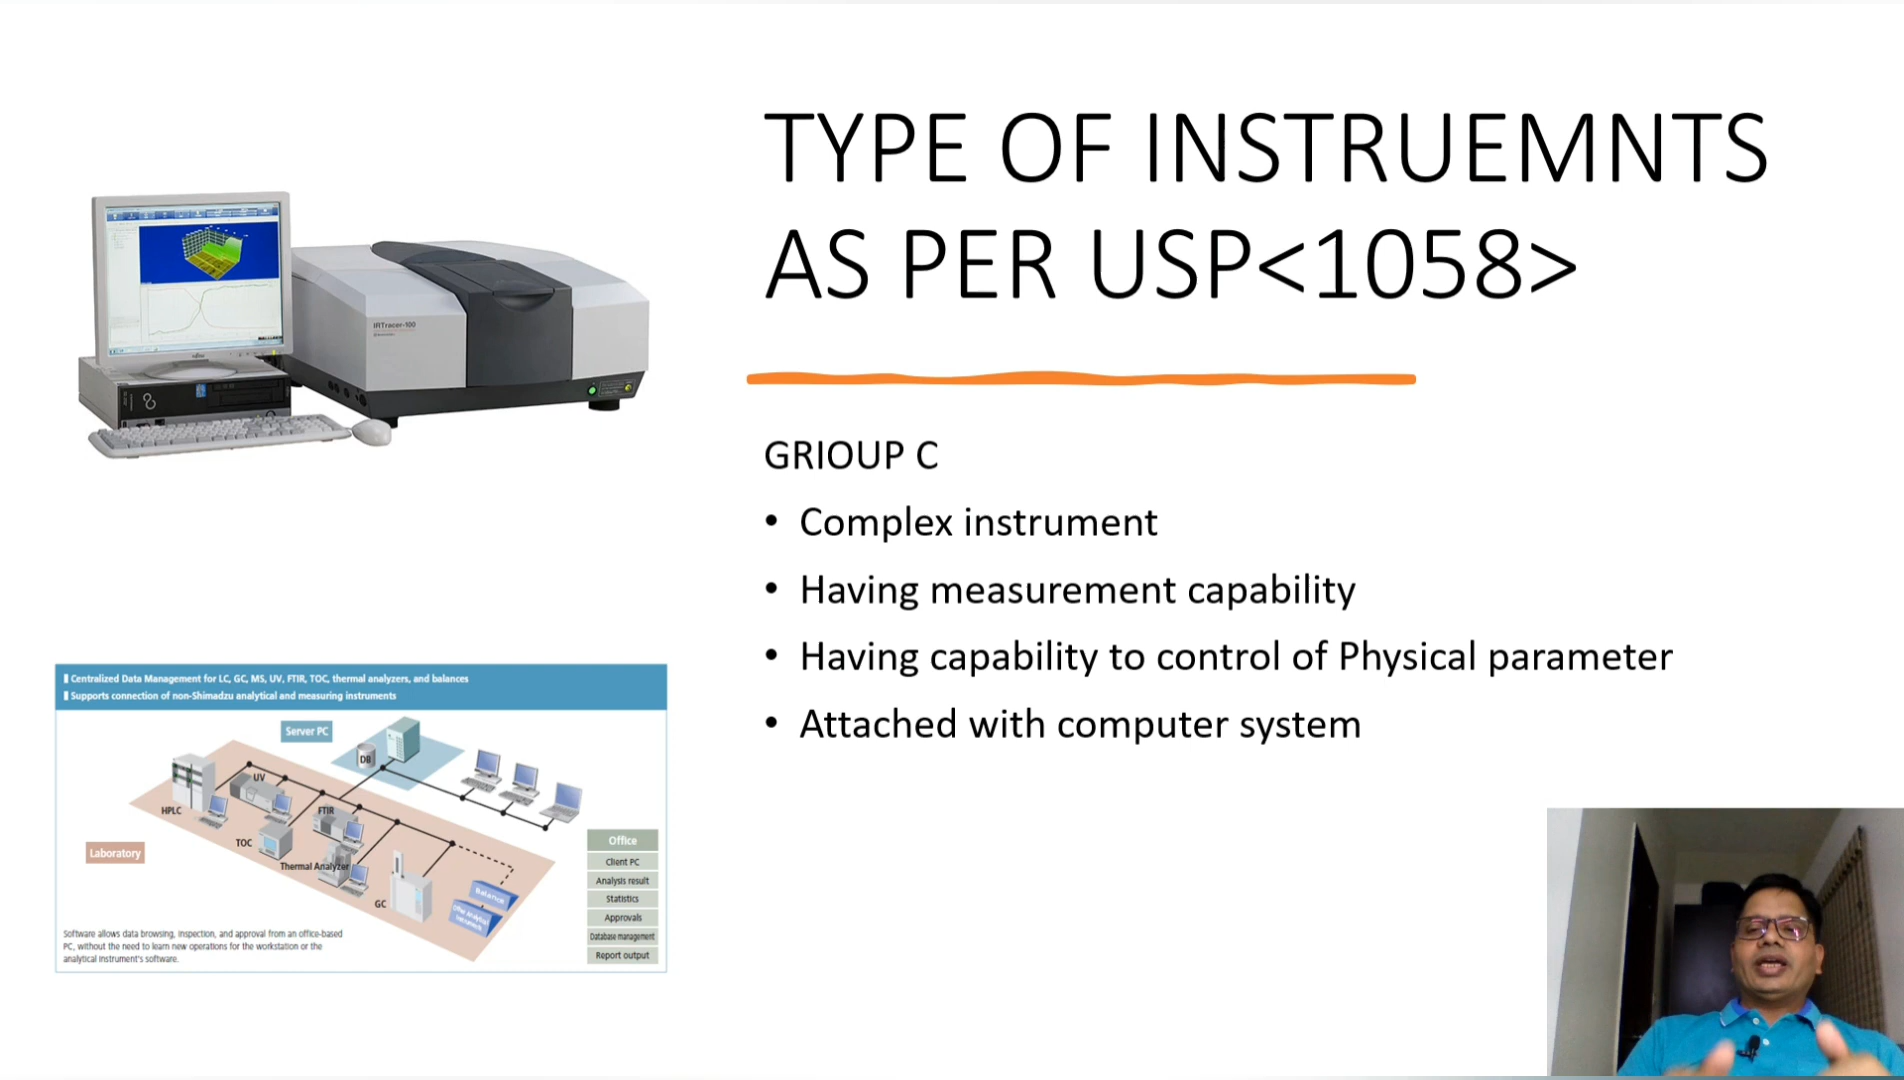 TYPE OF INSTRUEMNTS
AS PER USP<1058>
GRIOUP C
• Complex instrument
• Having measurement capability
• Having capability to control of Physical parameter
• Attached with computer system
IRTracer-100
Centralized Data Management for LC, GC, MS, UV, FTIR, TOC, thermal analyzers, and balances
Supports connection of non-Shimadzu analytical and measuring instruments
Server PC
DB
UV
HPLC
FTIR
TOC
Laboratory
Thermal Analyzer
GC
Balance
Office
Client PC
Analysis result
Statistics
Approvals
Database management
Report output
Software allows data browsing, inspection, and approval from an office-based
PC, without the need to learn new operations for the workstation or the
analytical instrument's software.